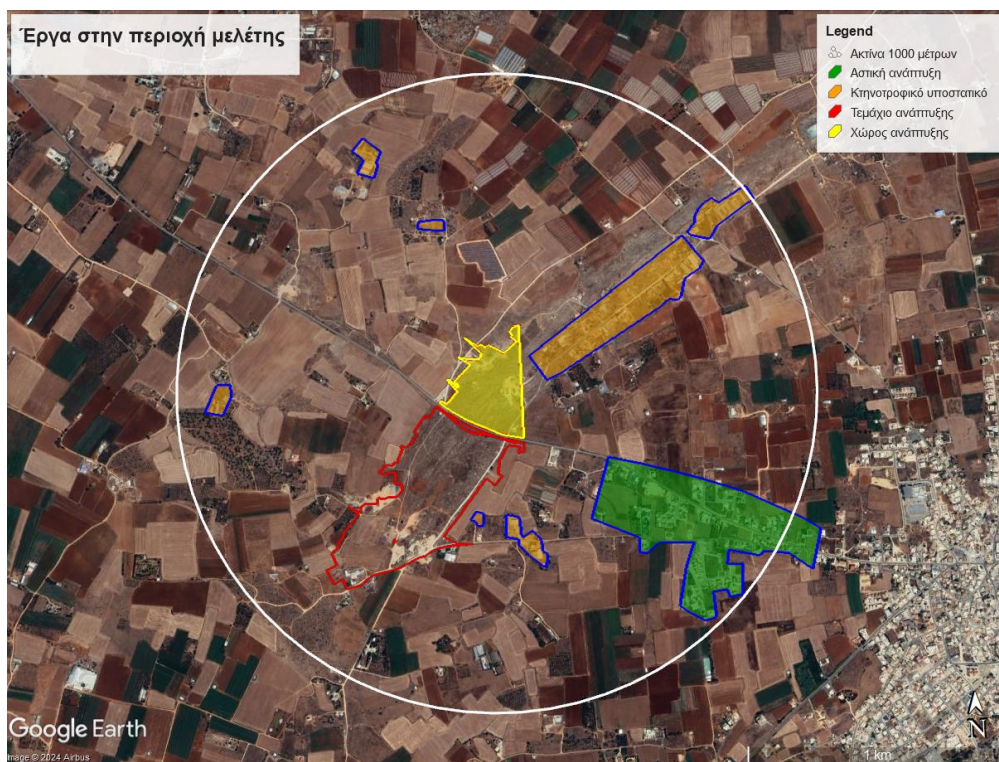 Έργα στην περιοχή μελέτης
Legend
Ακτίνα 1000 μέτρων
Αστική ανάπτυξη
Κτηνοτροφικό υποστατικό
Τεμάχιο ανάπτυξης
Χώρος ανάπτυξης
N
Google Earth
1 km
Image © 2024 Airbus